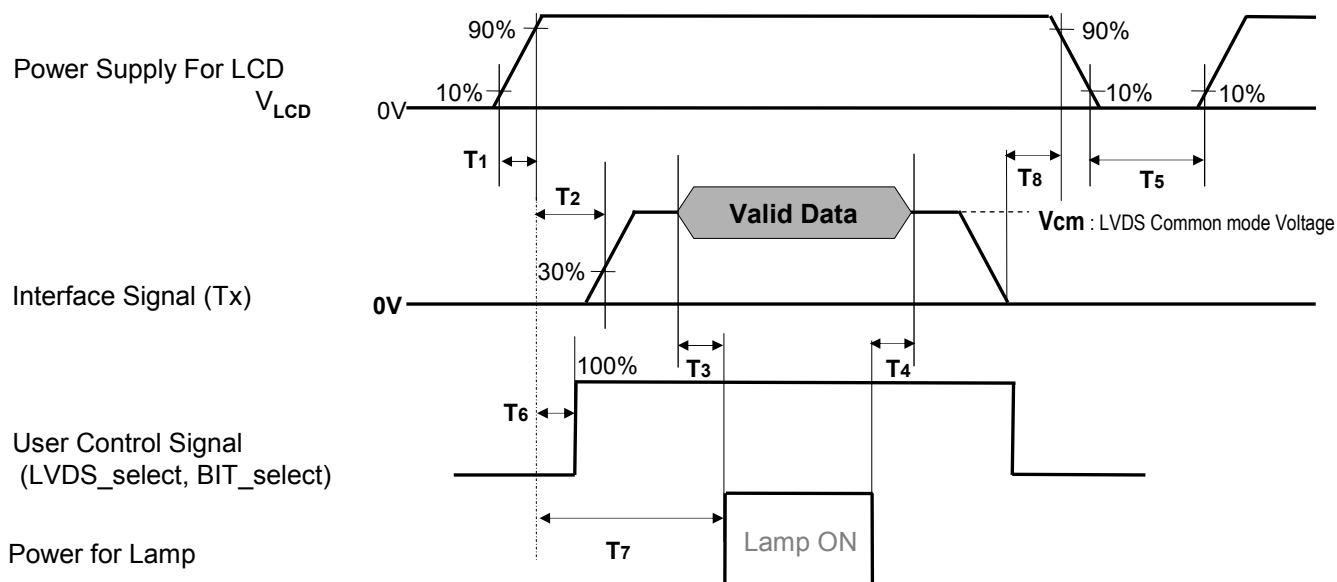 90%
90%
Power Supply For LCD
VLCD
10%
10%
10%
0V
T1
T2
T8
T5
Valid Data
Vcm : LVDS Common mode Voltage
30%
Interface Signal (Tx)
0V
T3
T4
100%
T6
User Control Signal
(LVDS_select, BIT_select)
T7
Lamp ON
Power for Lamp